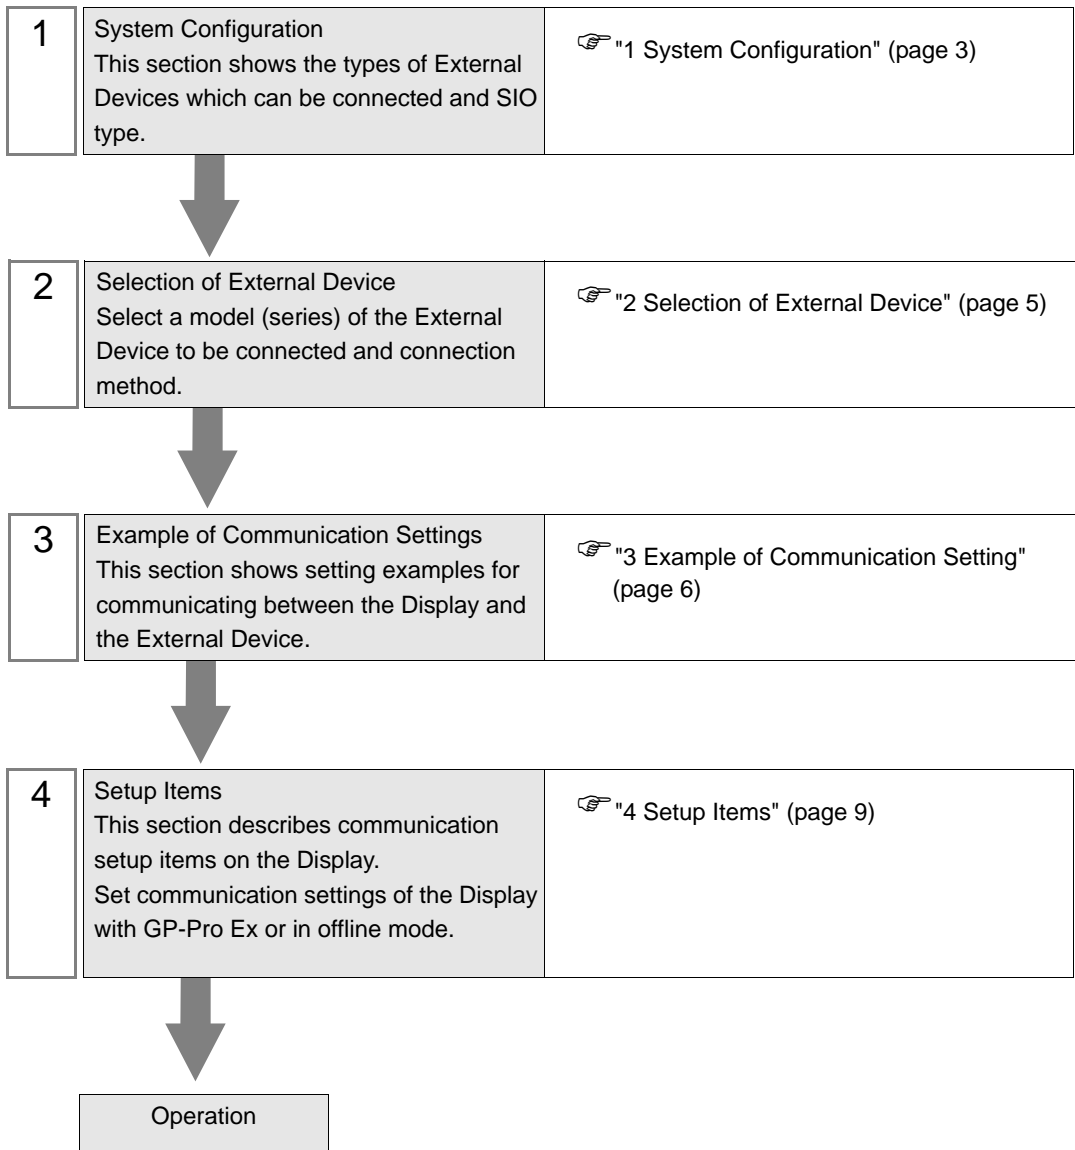 1
System Configuration
This section shows the types of External
Devices which can be connected and SIO
type.
"1 System Configuration" (page 3)
2
Selection of External Device
Select a model (series) of the External
Device to be connected and connection
method.
"2 Selection of External Device" (page 5)
3
Example of Communication Settings
This section shows setting examples for
communicating between the Display and
the External Device.
"3 Example of Communication Setting"
(page 6)
4
Setup Items
This section describes communication
setup items on the Display.
Set communication settings of the Display
with GP-Pro Ex or in offline mode.
"4 Setup Items" (page 9)
Operation